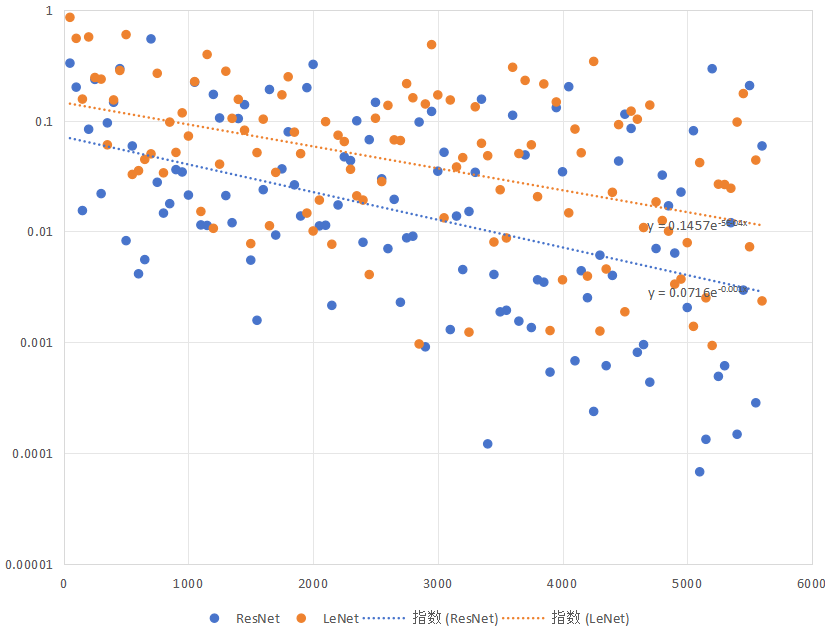 1
0.1
0.01
0.001
0.0001
0.00001
y = 0.1457e
y = 0.0716e
0 1000 2000 3000 4000 5000 6000
ResNet LeNet 指数 (ResNet) 指数 (LeNet)